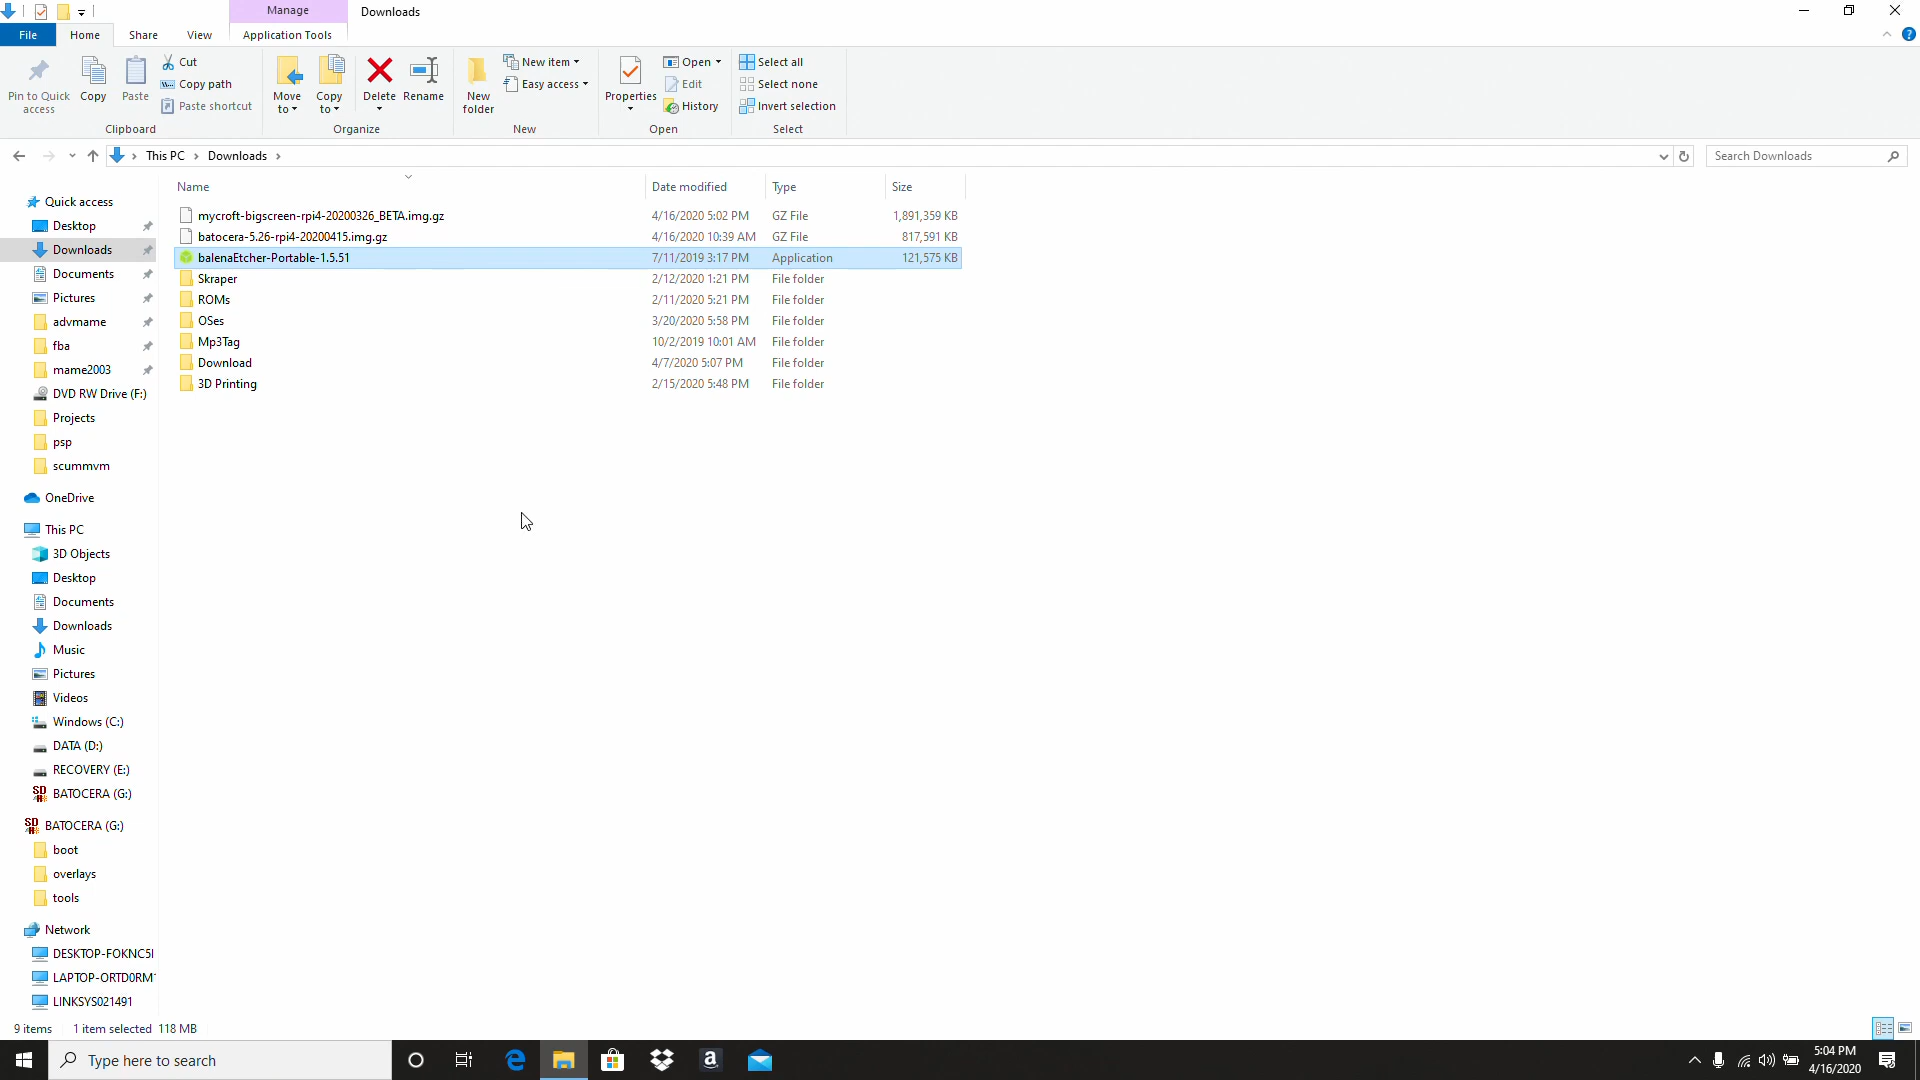 Manage
Downloads
File
Home
Share
View
Application Tools
Pin to Quick
access
Copy
Paste
Cut
Copy path
Paste shortcut
Clipboard
Move
to
Copy
to
Delete
Rename
Organize
New
folder
New item
Easy access
New
Properties
Open
Edit
History
Open
Select all
Select none
Invert selection
Select
This PC
Downloads
Search Downloads
Name
Date modified
Type
Size
mycroft-bigscreen-rpi4-20200326_BETA.img.gz 4/16/2020 5:02 PM GZ File 1,891,359 KB
batocera-5.26-rpi4-20200415.img.gz 4/16/2020 10:39 AM GZ File 817,591 KB
balenaEtcher-Portable-1.5.51 7/11/2019 3:17 PM Application 121,575 KB
Skraper 2/12/2020 1:21 PM File folder
ROMs 2/11/2020 5:21 PM File folder
OSes 3/20/2020 5:58 PM File folder
Mp3Tag 10/2/2019 10:01 AM File folder
Download 4/7/2020 5:07 PM File folder
3D Printing 2/15/2020 5:48 PM File folder
Quick access
Desktop
Downloads
Documents
Pictures
advmame
fba
mame2003
DVD RW Drive (F:)
Projects
psp
scummvm
OneDrive
This PC
3D Objects
Desktop
Documents
Downloads
Music
Pictures
Videos
Windows (C:)
DATA (D:)
RECOVERY (E:)
BATOCERA (G:)
BATOCERA (G:)
boot
overlays
tools
Network
DESKTOP-FOKNC5I
LAPTOP-ORTD0RM
LINKSYS021491
9 items 1 item selected 118 MB
Type here to search
5:04 PM
4/16/2020